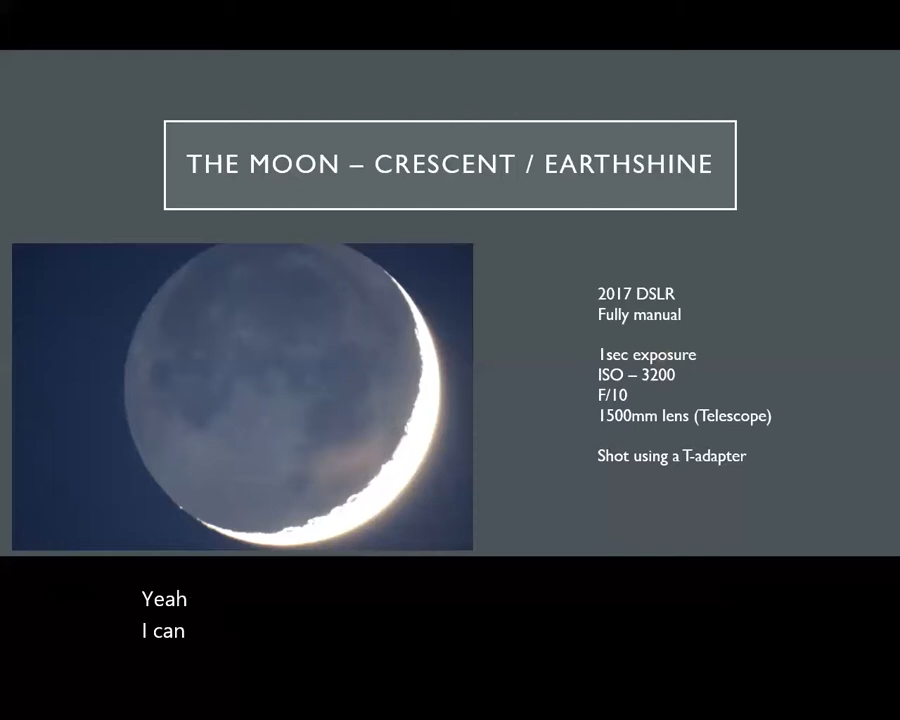 THE MOON – CRESCENT / EARTHSHINE
2017 DSLR
Fully manual
1sec exposure
ISO – 3200
F/10
1500mm lens (Telescope)
Shot using a T-adapter
Yeah
I can